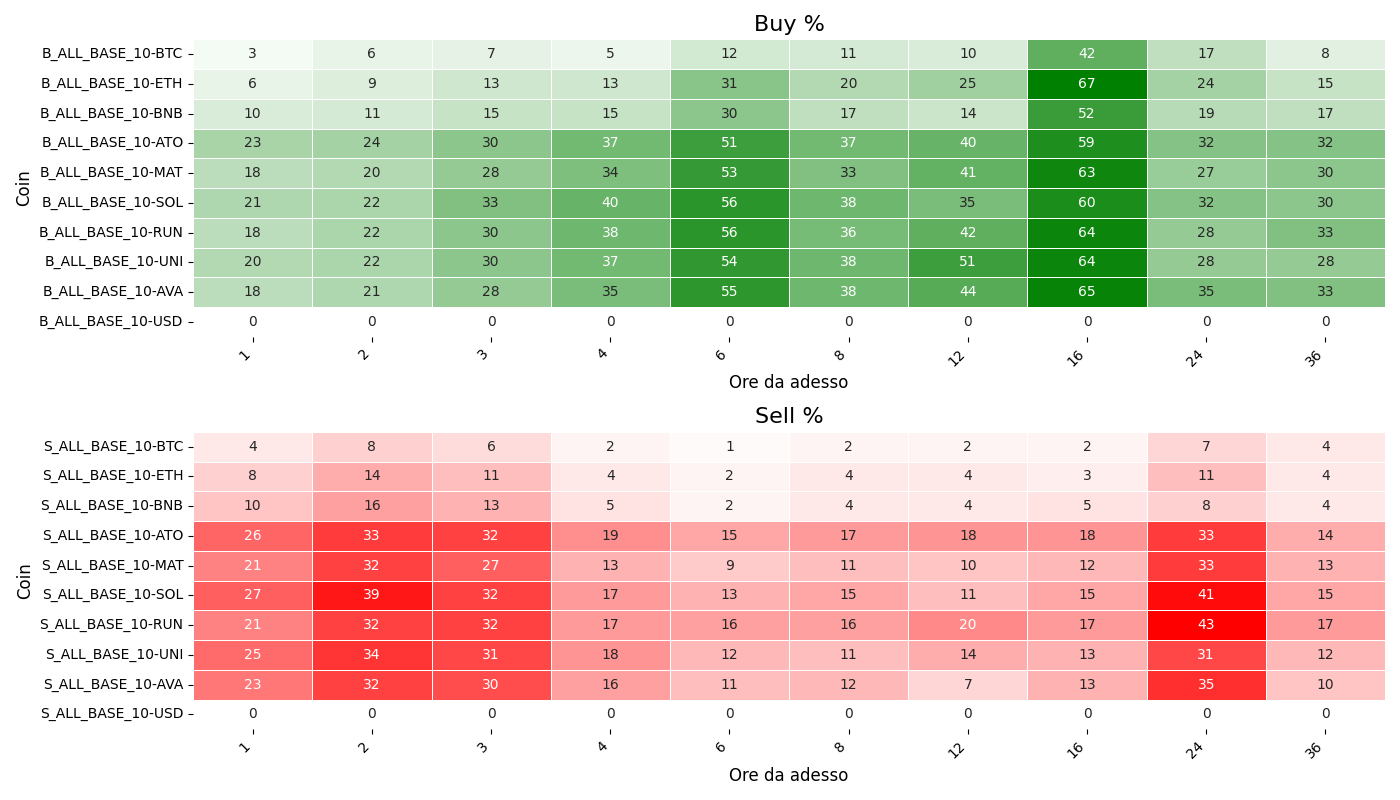 Buy %
Coin
B_ALL_BASE_10-BTC 3 6 7 5 12 11 10 42 17 8
B_ALL_BASE_10-ETH 6 9 13 13 31 20 25 67 24 15
B_ALL_BASE_10-BNB 10 11 15 15 30 17 14 52 19 17
B_ALL_BASE_10-ATO 23 24 30 37 51 37 40 59 32 32
B_ALL_BASE_10-MAT 18 20 28 34 53 33 41 63 27 30
B_ALL_BASE_10-SOL 21 22 33 40 56 38 35 60 32 30
B_ALL_BASE_10-RUN 18 22 30 38 56 36 42 64 28 33
B_ALL_BASE_10-UNI 20 22 30 37 54 38 51 64 28 28
B_ALL_BASE_10-AVA 18 21 28 35 55 38 44 65 35 33
B_ALL_BASE_10-USD 0 0 0 0 0 0 0 0 0 0
1 2 3 4 6 8 12 16 24 36
Ore da adesso
Sell %
Coin
S_ALL_BASE_10-BTC 4 8 6 2 1 2 2 2 7 4
S_ALL_BASE_10-ETH 8 14 11 4 2 4 4 3 11 4
S_ALL_BASE_10-BNB 10 16 13 5 2 4 4 5 8 4
S_ALL_BASE_10-ATO 26 33 32 19 15 17 18 18 33 14
S_ALL_BASE_10-MAT 21 32 27 13 9 11 10 12 33 13
S_ALL_BASE_10-SOL 27 39 32 17 13 15 11 15 41 15
S_ALL_BASE_10-RUN 21 32 32 17 16 16 20 17 43 17
S_ALL_BASE_10-UNI 25 34 31 18 12 11 14 13 31 12
S_ALL_BASE_10-AVA 23 32 30 16 11 12 7 13 35 10
S_ALL_BASE_10-USD 0 0 0 0 0 0 0 0 0 0
1 2 3 4 6 8 12 16 24 36
Ore da adesso